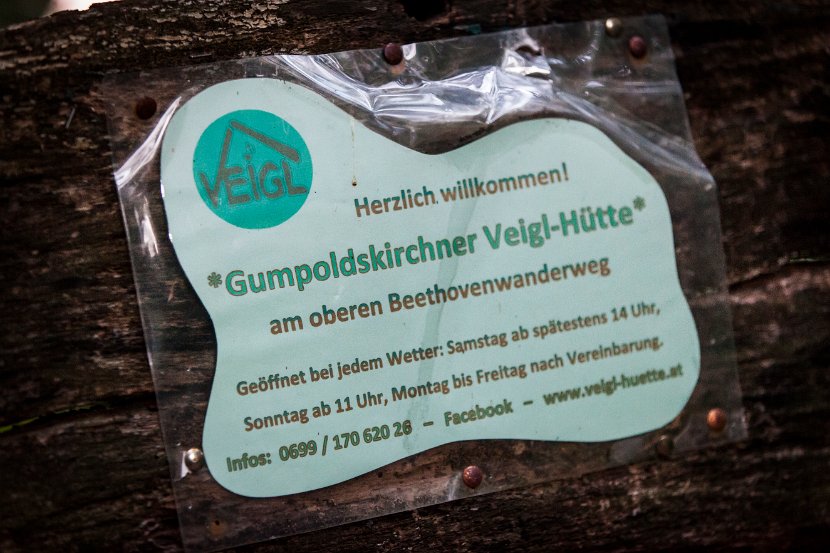 VEIGL
Herzlich willkommen!
*Gumpoldskirchner Veigl-Hütte*
am oberen Beethovenwanderweg
Geöffnet bei jedem Wetter: Samstag ab spätestens 14 Uhr,
Sonntag ab 11 Uhr, Montag bis Freitag nach Vereinbarung.
Infos: 0699 / 170 620 26 – Facebook – www.veigl-huette.at